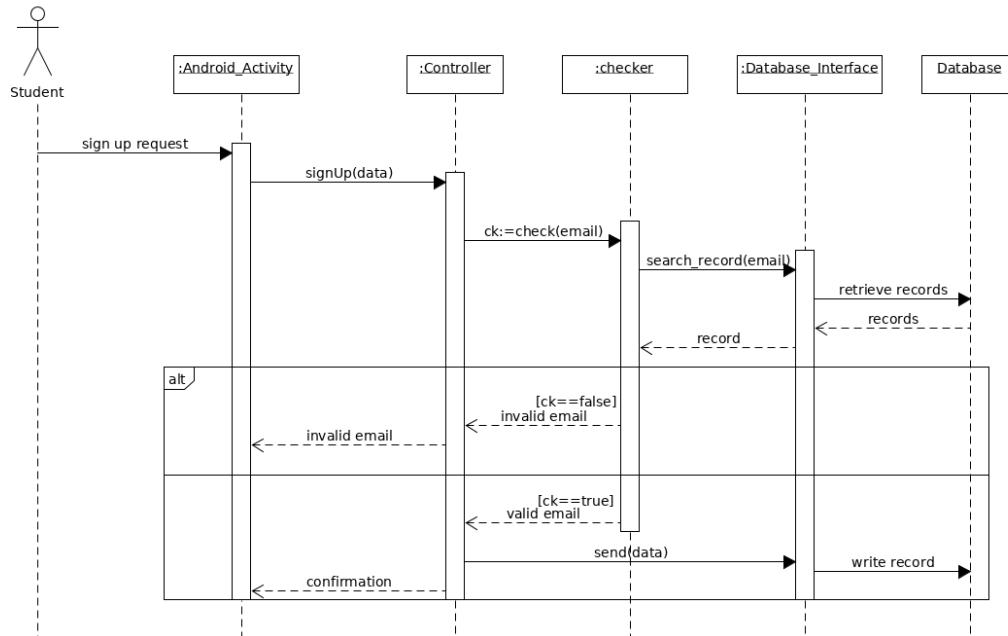 Student
:Android_Activity
:Controller
:checker
:Database_Interface
Database
sign up request
signUp(data)
ck:=check(email)
search_record(email)
retrieve records
records
record
alt
[ck==false]
invalid email
invalid email
[ck==true]
valid email
send(data)
write record
confirmation